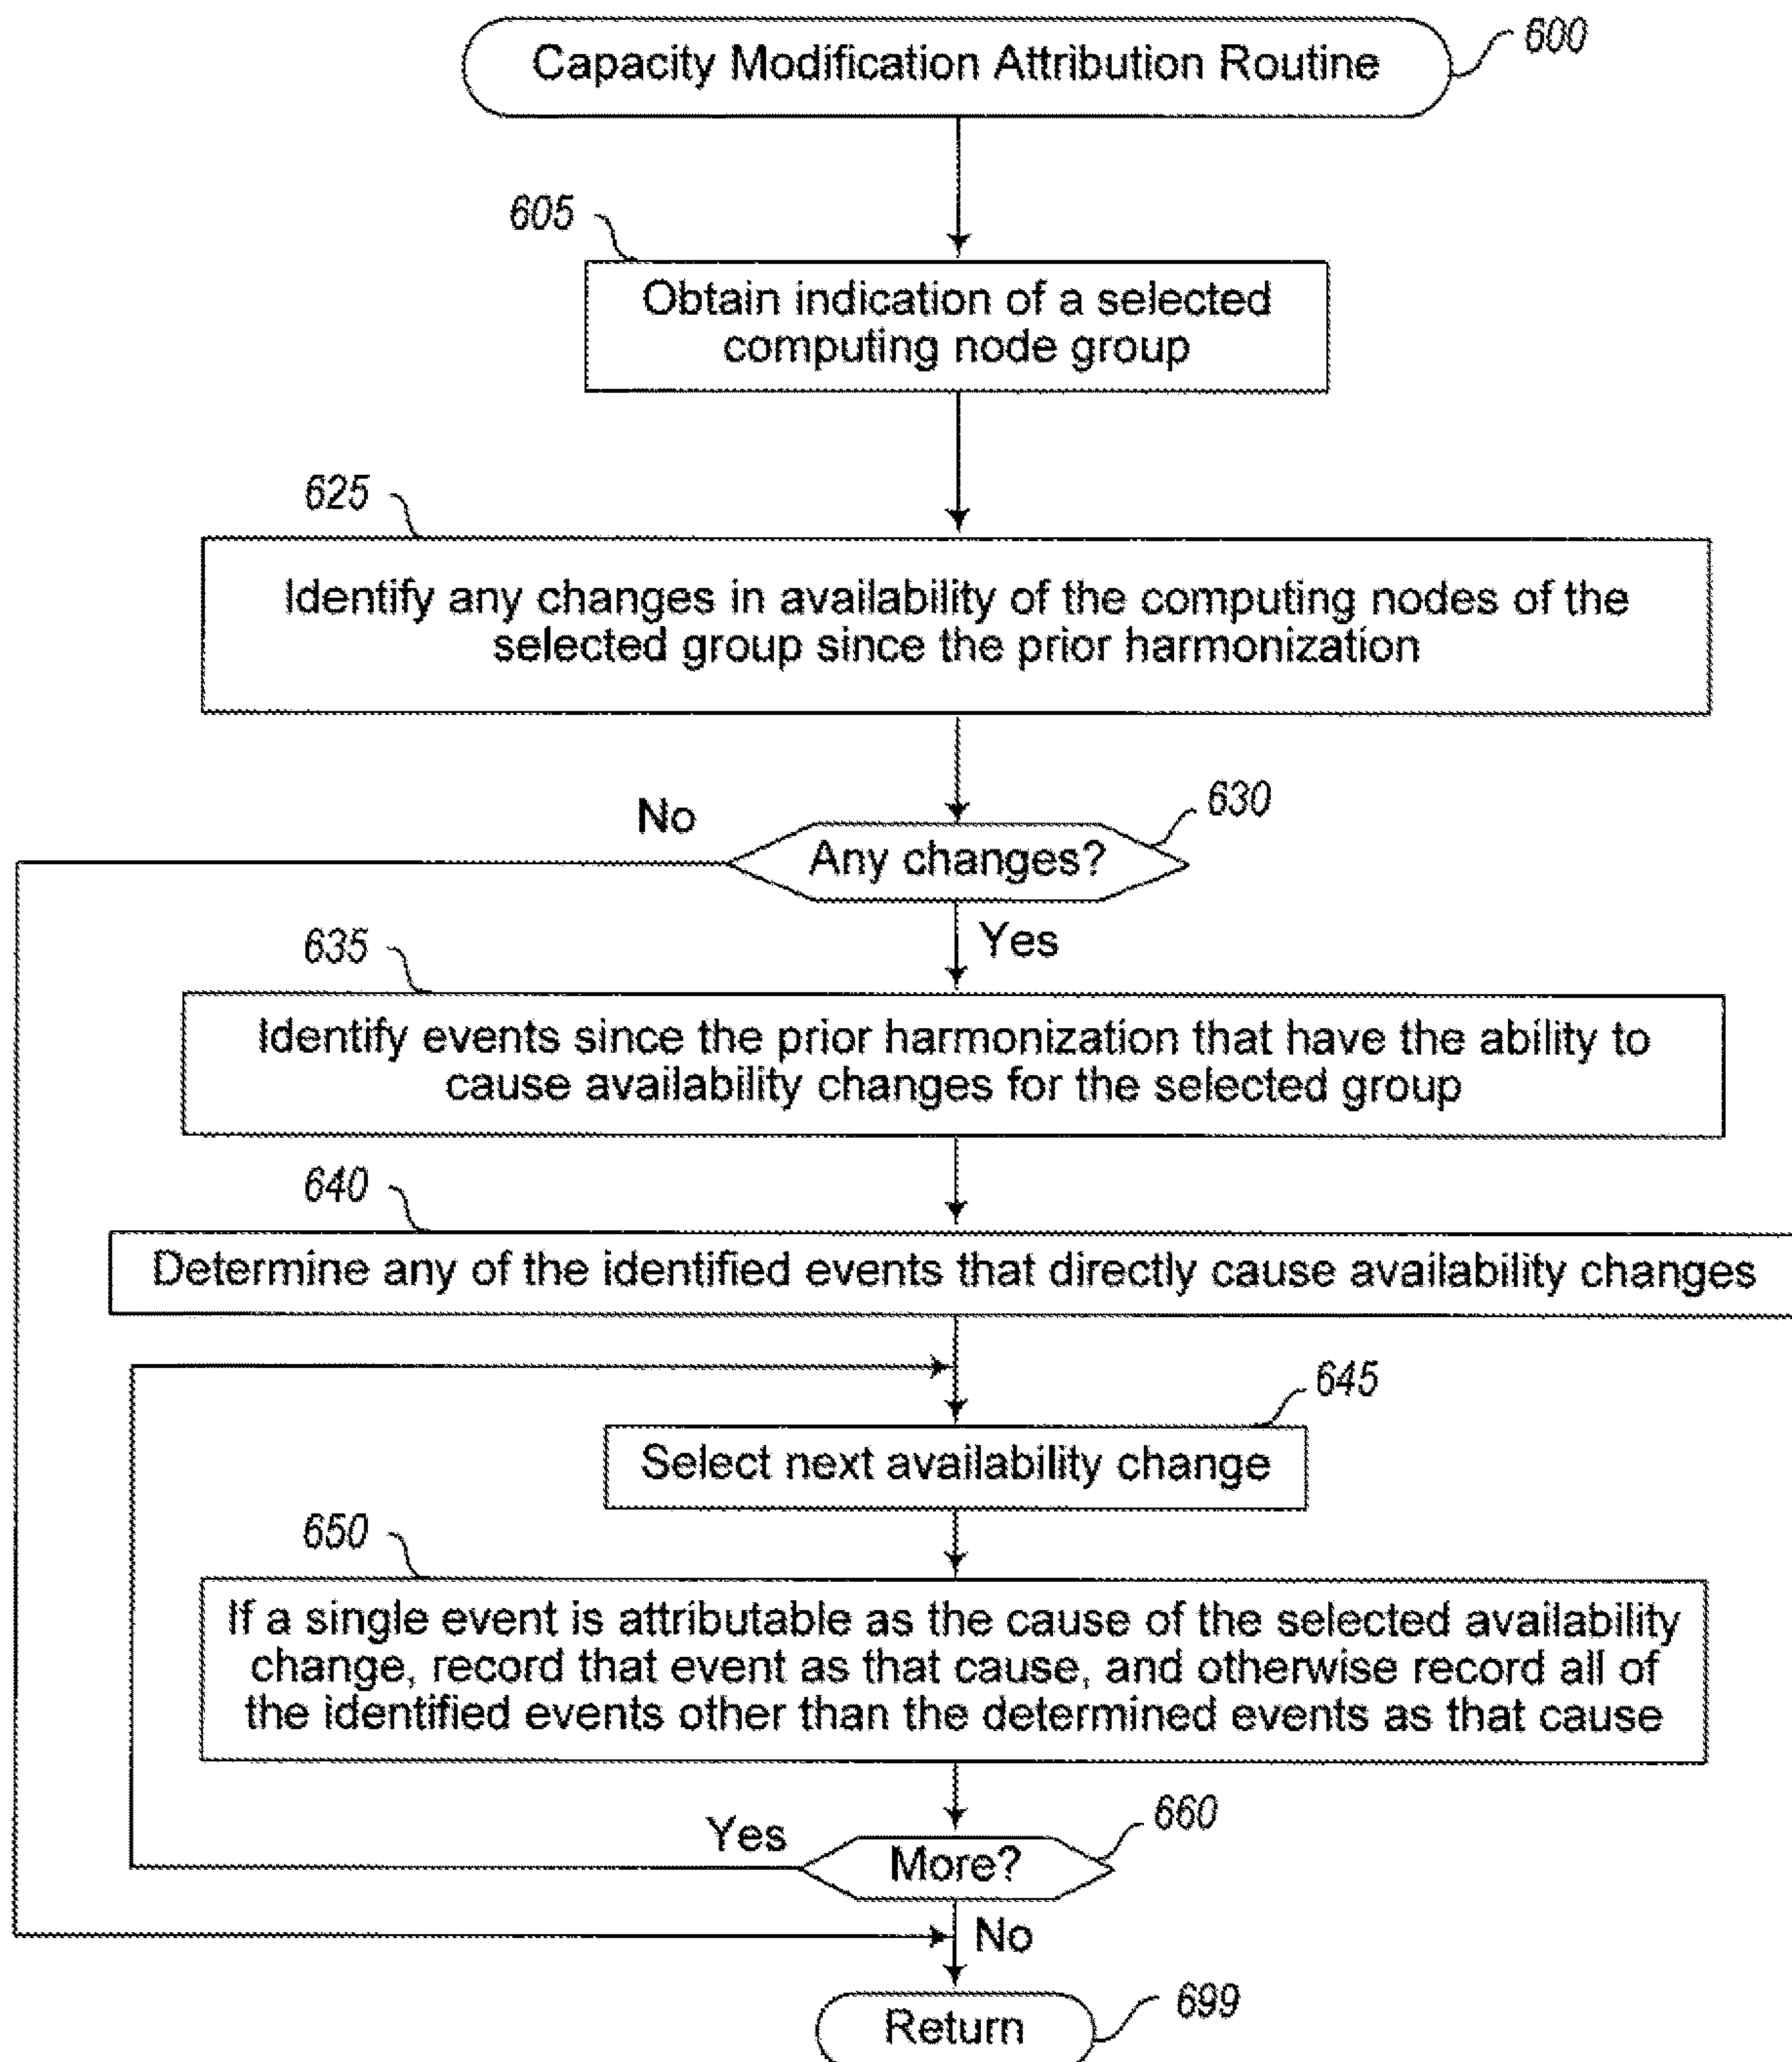 Capacity Modification Attribution Routine
600
605
Obtain indication of a selected
computing node group
625
Identify any changes in availability of the computing nodes of the
selected group since the prior harmonization
No
630
Any changes?
Yes
635
Identify events since the prior harmonization that have the ability to
cause availability changes for the selected group
640
Determine any of the identified events that directly cause availability changes
645
Select next availability change
650
If a single event is attributable as the cause of the selected availability
change, record that event as that cause, and otherwise record all of
the identified events other than the determined events as that cause
660
Yes
More?
No
699
Return